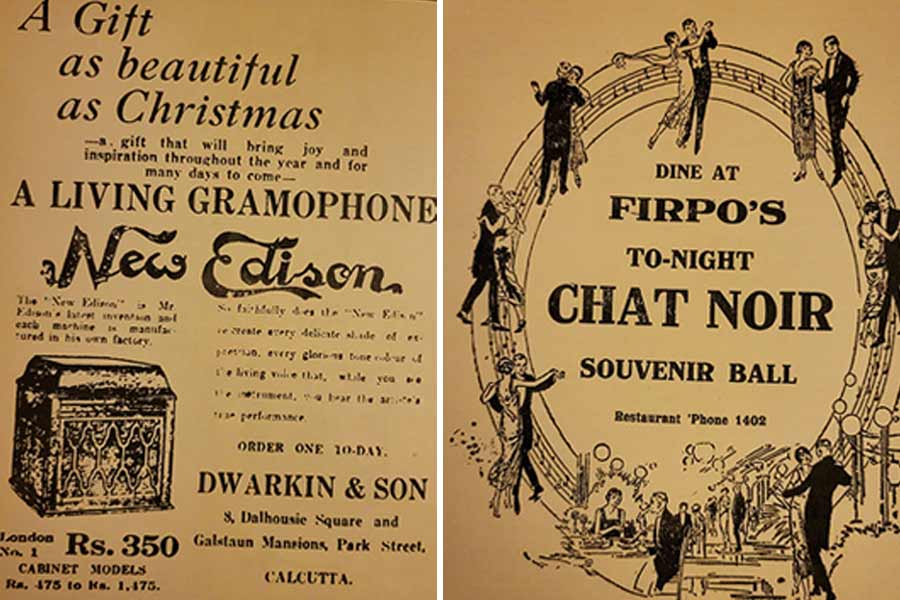 A Gift
as beautiful
as Christmas
—a gift that will bring joy and
inspiration throughout the year and for
many days to come—
A LIVING GRAMOPHONE
New Edison.
The "New Edison" is Mr
Edison's latest invention and
each machine is manufac-
tured in his own factory.
So faithfully does the "New Edison"
re-create every delicate shade of ex-
pression, every glorious tone colour of
the living voice that, while you see
the instrument, you hear the artiste's
true performance.
ORDER ONE TO-DAY.
DWARKIN & SON
8, Dalhousie Square and
Galstaun Mansions, Park Street,
CALCUTTA.
London
No. 1
Rs. 350
CABINET MODELS
Rs. 475 to Rs. 1,475.
DINE AT
FIRPO'S
TO-NIGHT
CHAT NOIR
SOUVENIR BALL
Restaurant 'Phone 1402